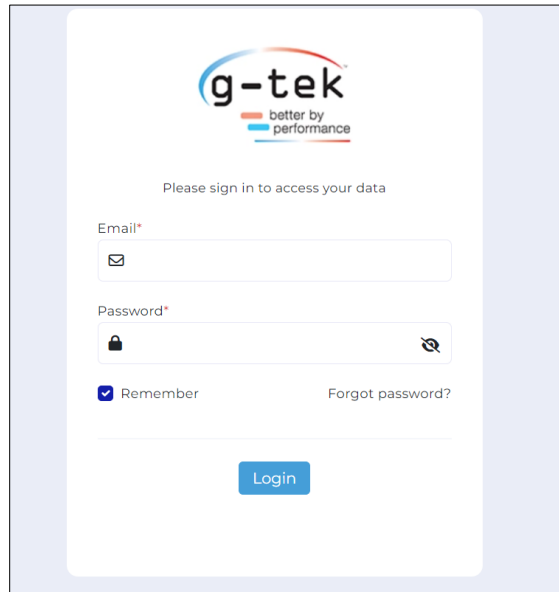 g-tek
better by
performance
Please sign in to access your data
Email*
Password*
Remember
Forgot password?
Login